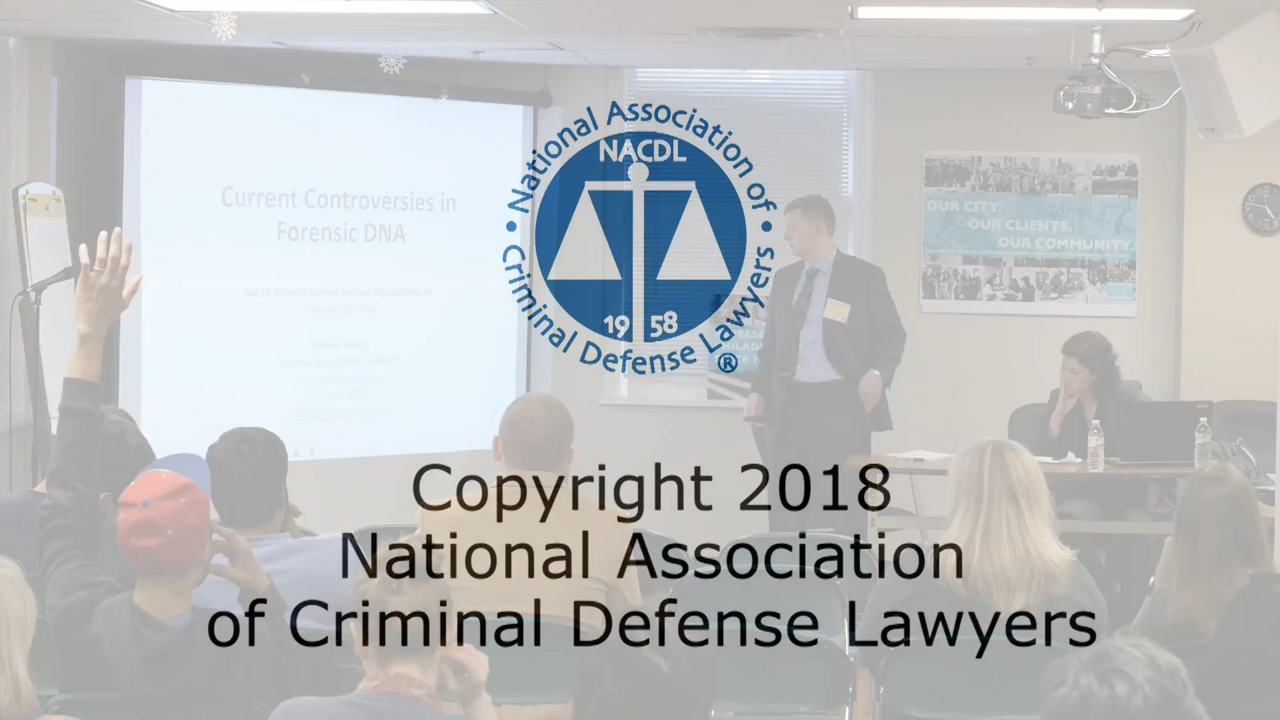 Current Controversies in
Forensic DNA
National Association of
NACDL
19 58
Criminal Defense Lawyers
®
OUR CITY.
OUR CLIENTS.
OUR COMMUNITY.
Copyright 2018
National Association
of Criminal Defense Lawyers